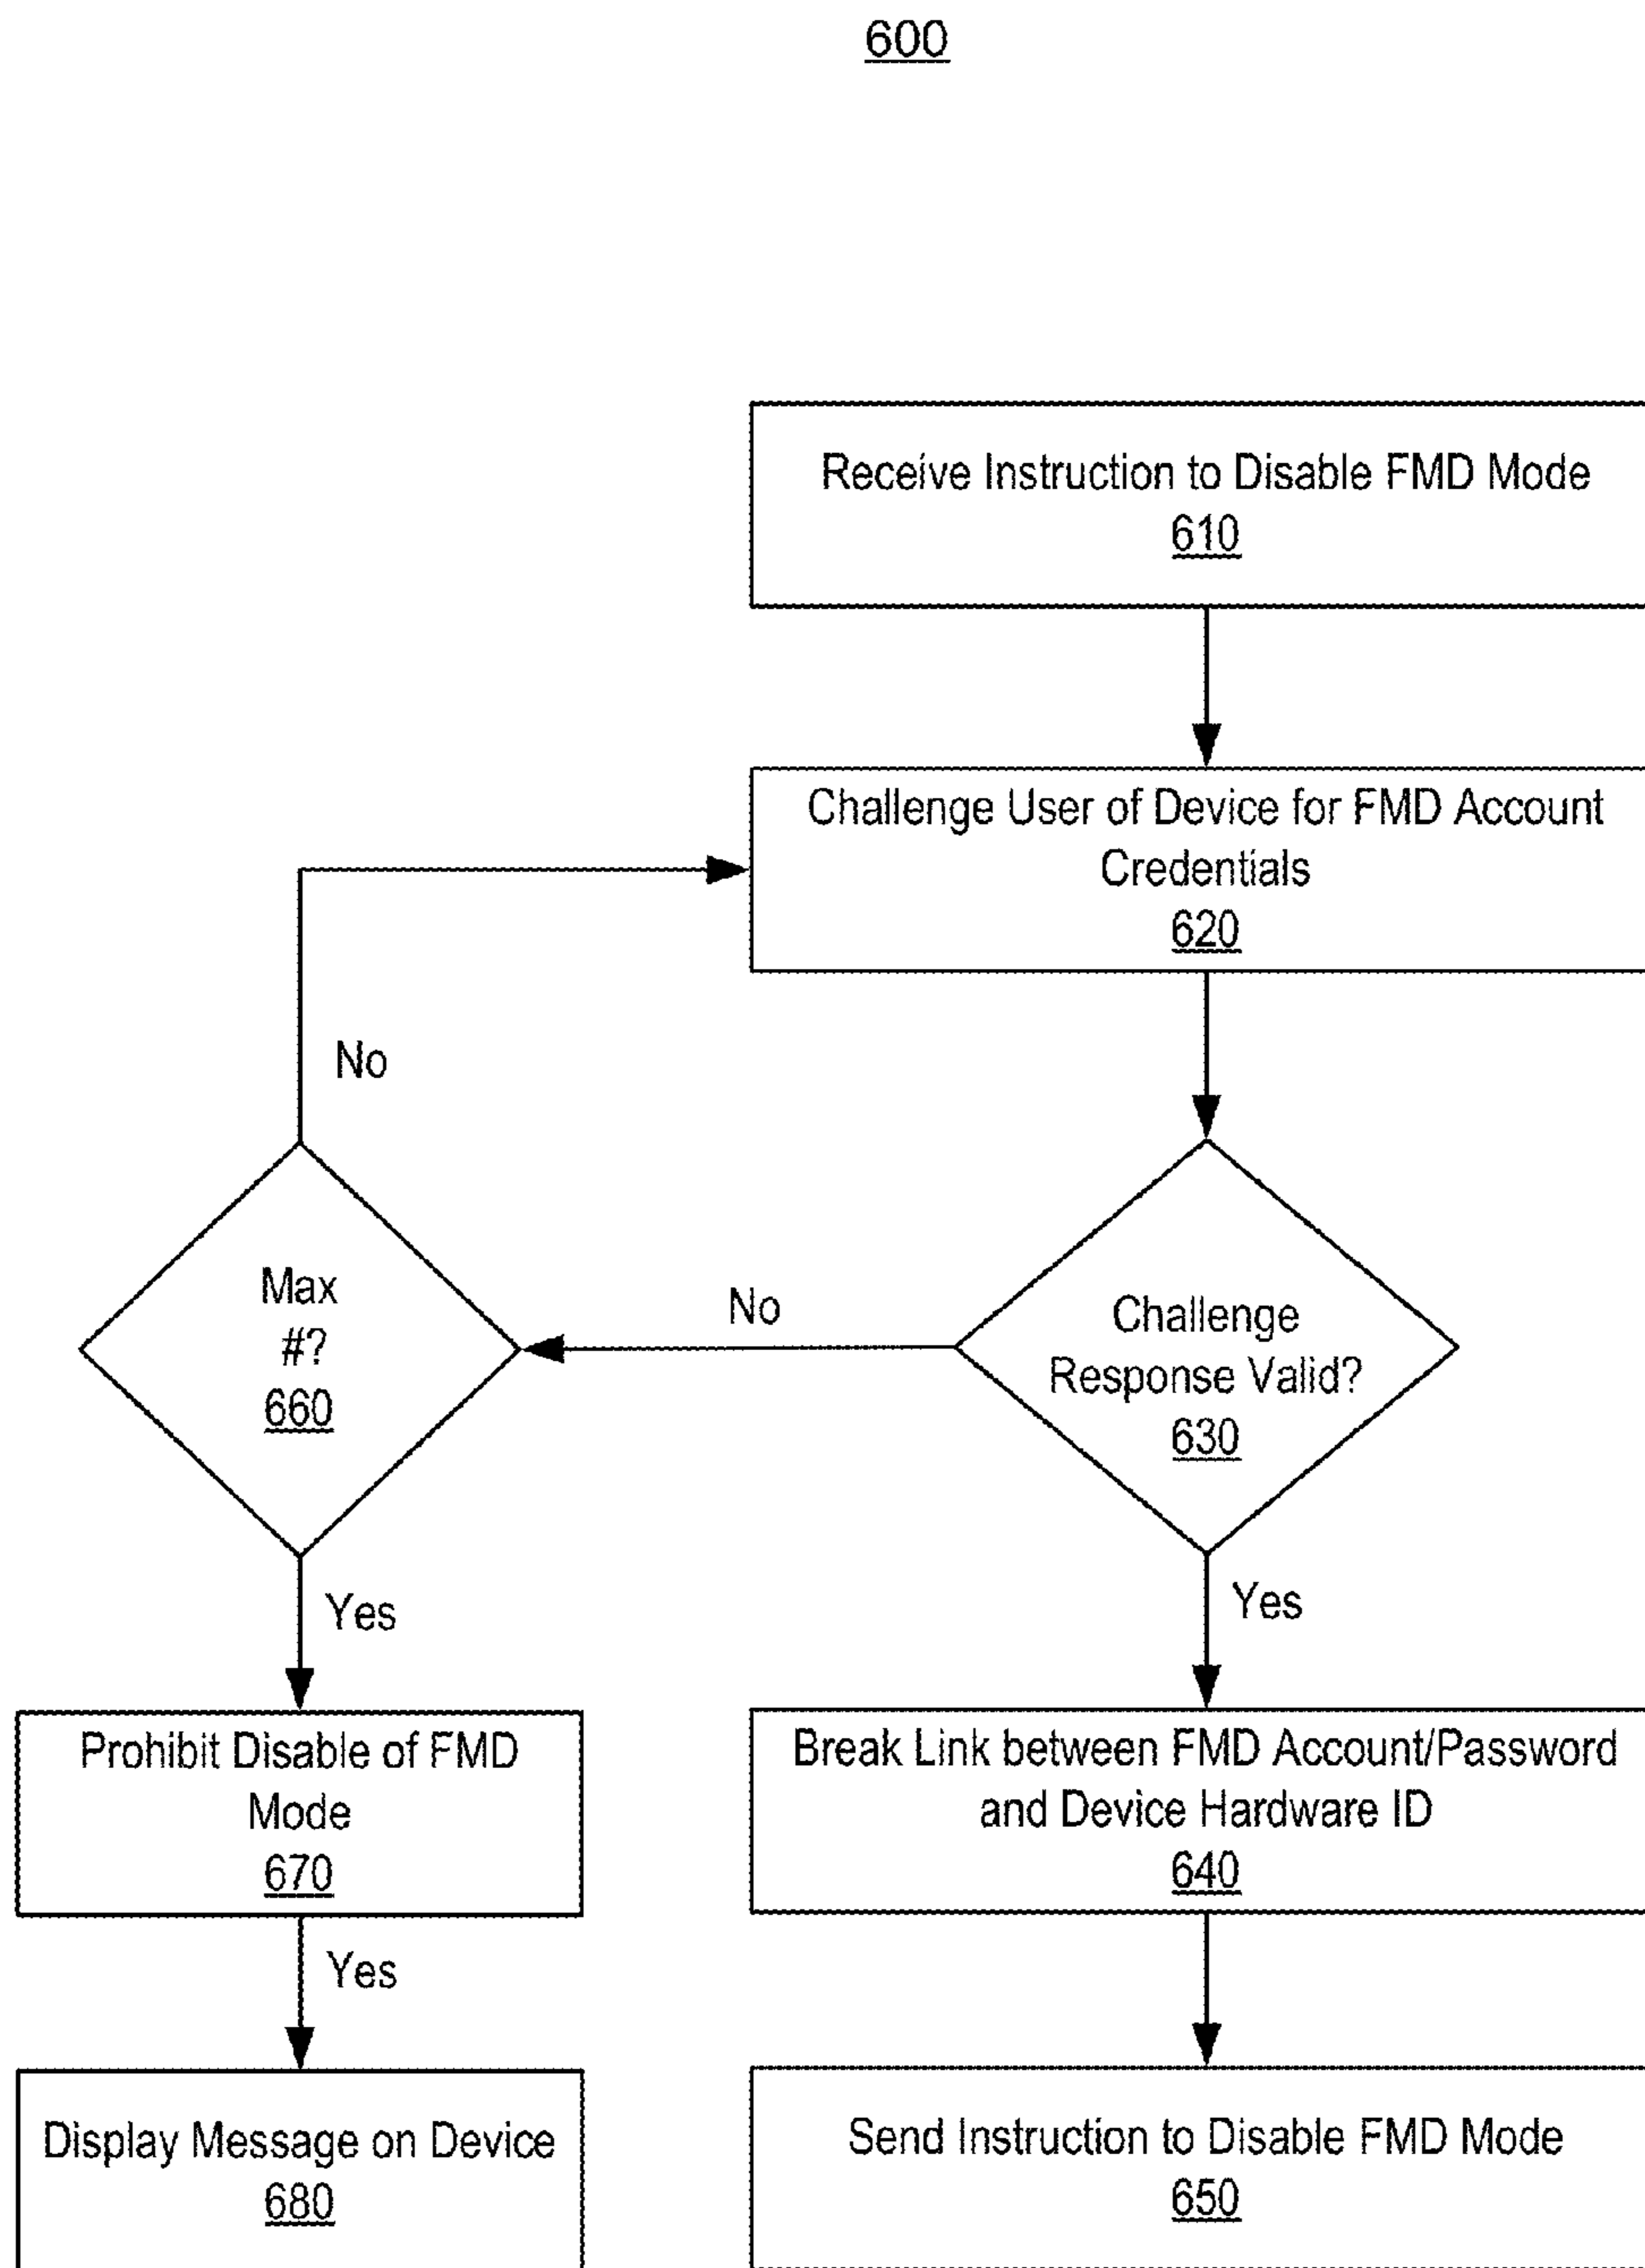 600
Receive Instruction to Disable FMD Mode
610
Challenge User of Device for FMD Account
Credentials
620
No
Max
#?
660
No
Challenge
Response Valid?
630
Yes
Yes
Prohibit Disable of FMD
Mode
670
Break Link between FMD Account/Password
and Device Hardware ID
640
Yes
Display Message on Device
680
Send Instruction to Disable FMD Mode
650